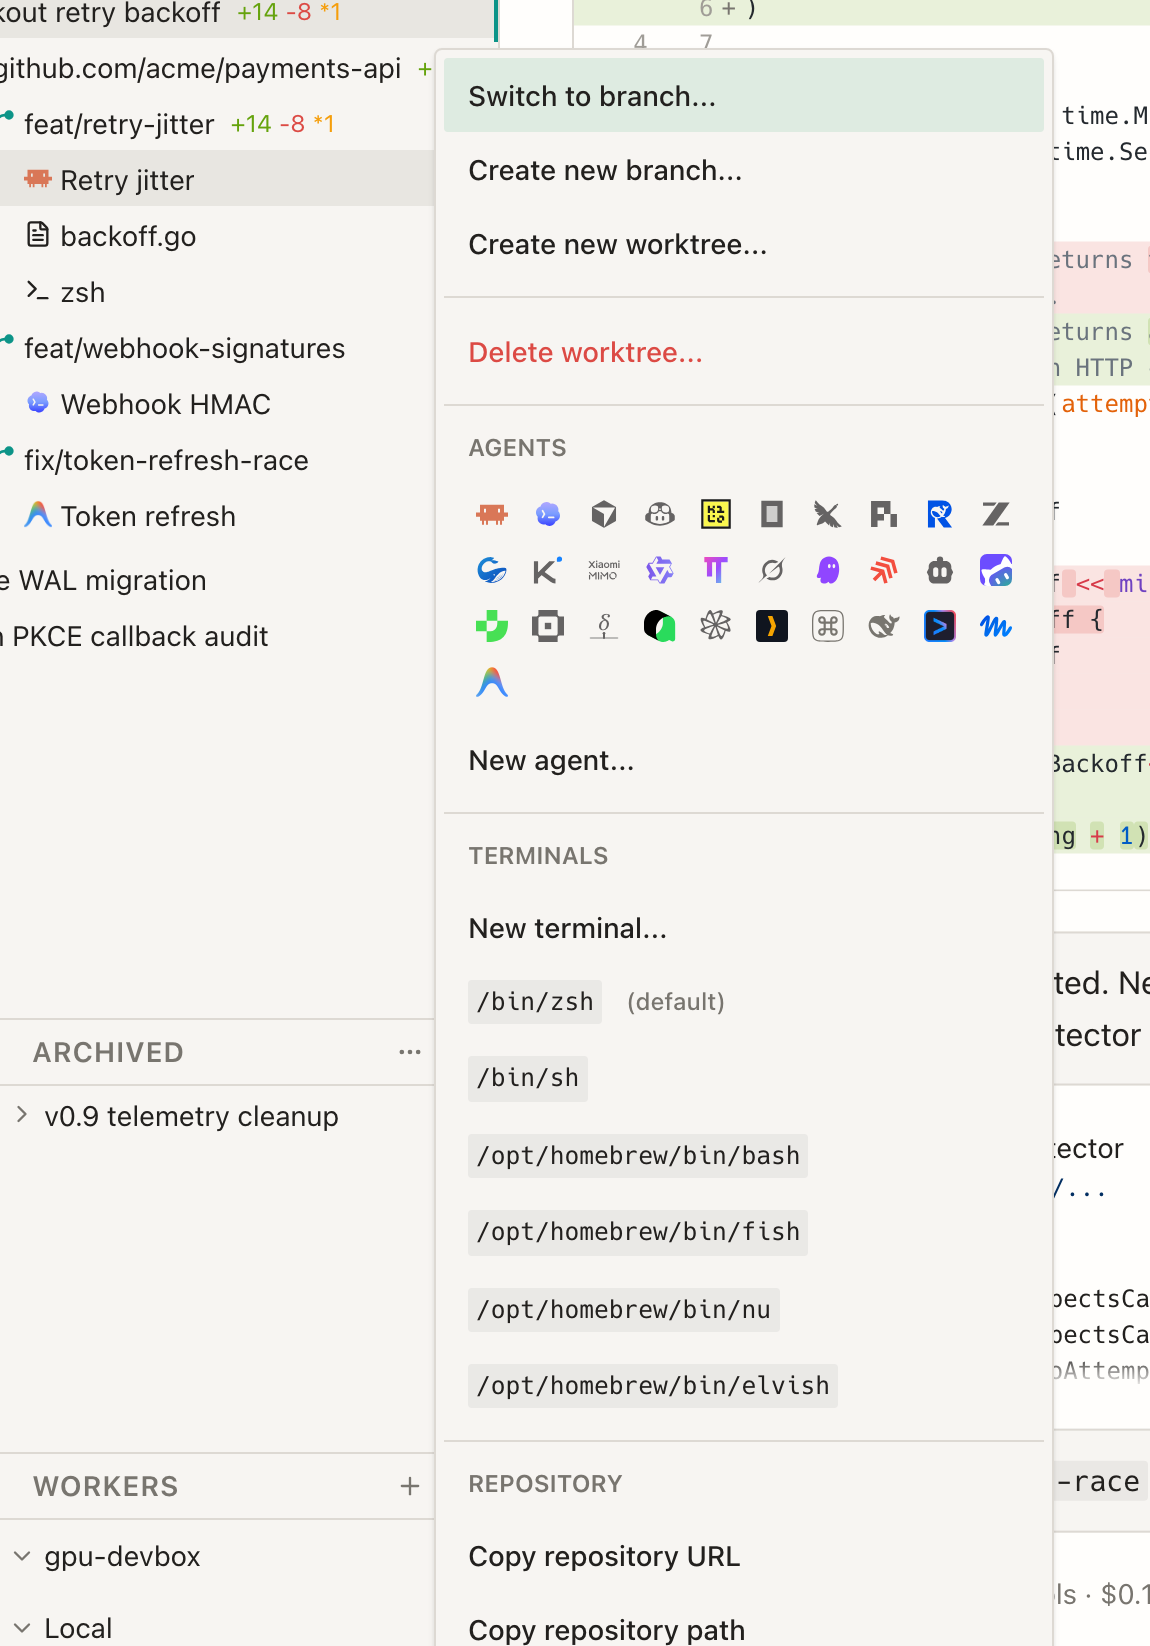 kout retry backoff +14 -8 *1
github.com/acme/payments-api +
feat/retry-jitter +14 -8 *1
Retry jitter
backoff.go
zsh
feat/webhook-signatures
Webhook HMAC
fix/token-refresh-race
Token refresh
e WAL migration
PKCE callback audit
ARCHIVED ...
v0.9 telemetry cleanup
WORKERS +
gpu-devbox
Local
Switch to branch...
Create new branch...
Create new worktree...
Delete worktree...
AGENTS
Xiaomi
MIMO
New agent...
TERMINALS
New terminal...
/bin/zsh (default)
/bin/sh
/opt/homebrew/bin/bash
/opt/homebrew/bin/fish
/opt/homebrew/bin/nu
/opt/homebrew/bin/elvish
REPOSITORY
Copy repository URL
Copy repository path
6 + )
4 7
time.M
time.Se
eturns
eturns
HTTP
(attemp
f
f << mi
ff {
f
Backoff
ng + 1)
ted. Ne
tector
tector
/...
pectsCa
pectsCa
oAttemp
-race
ls · $0.1